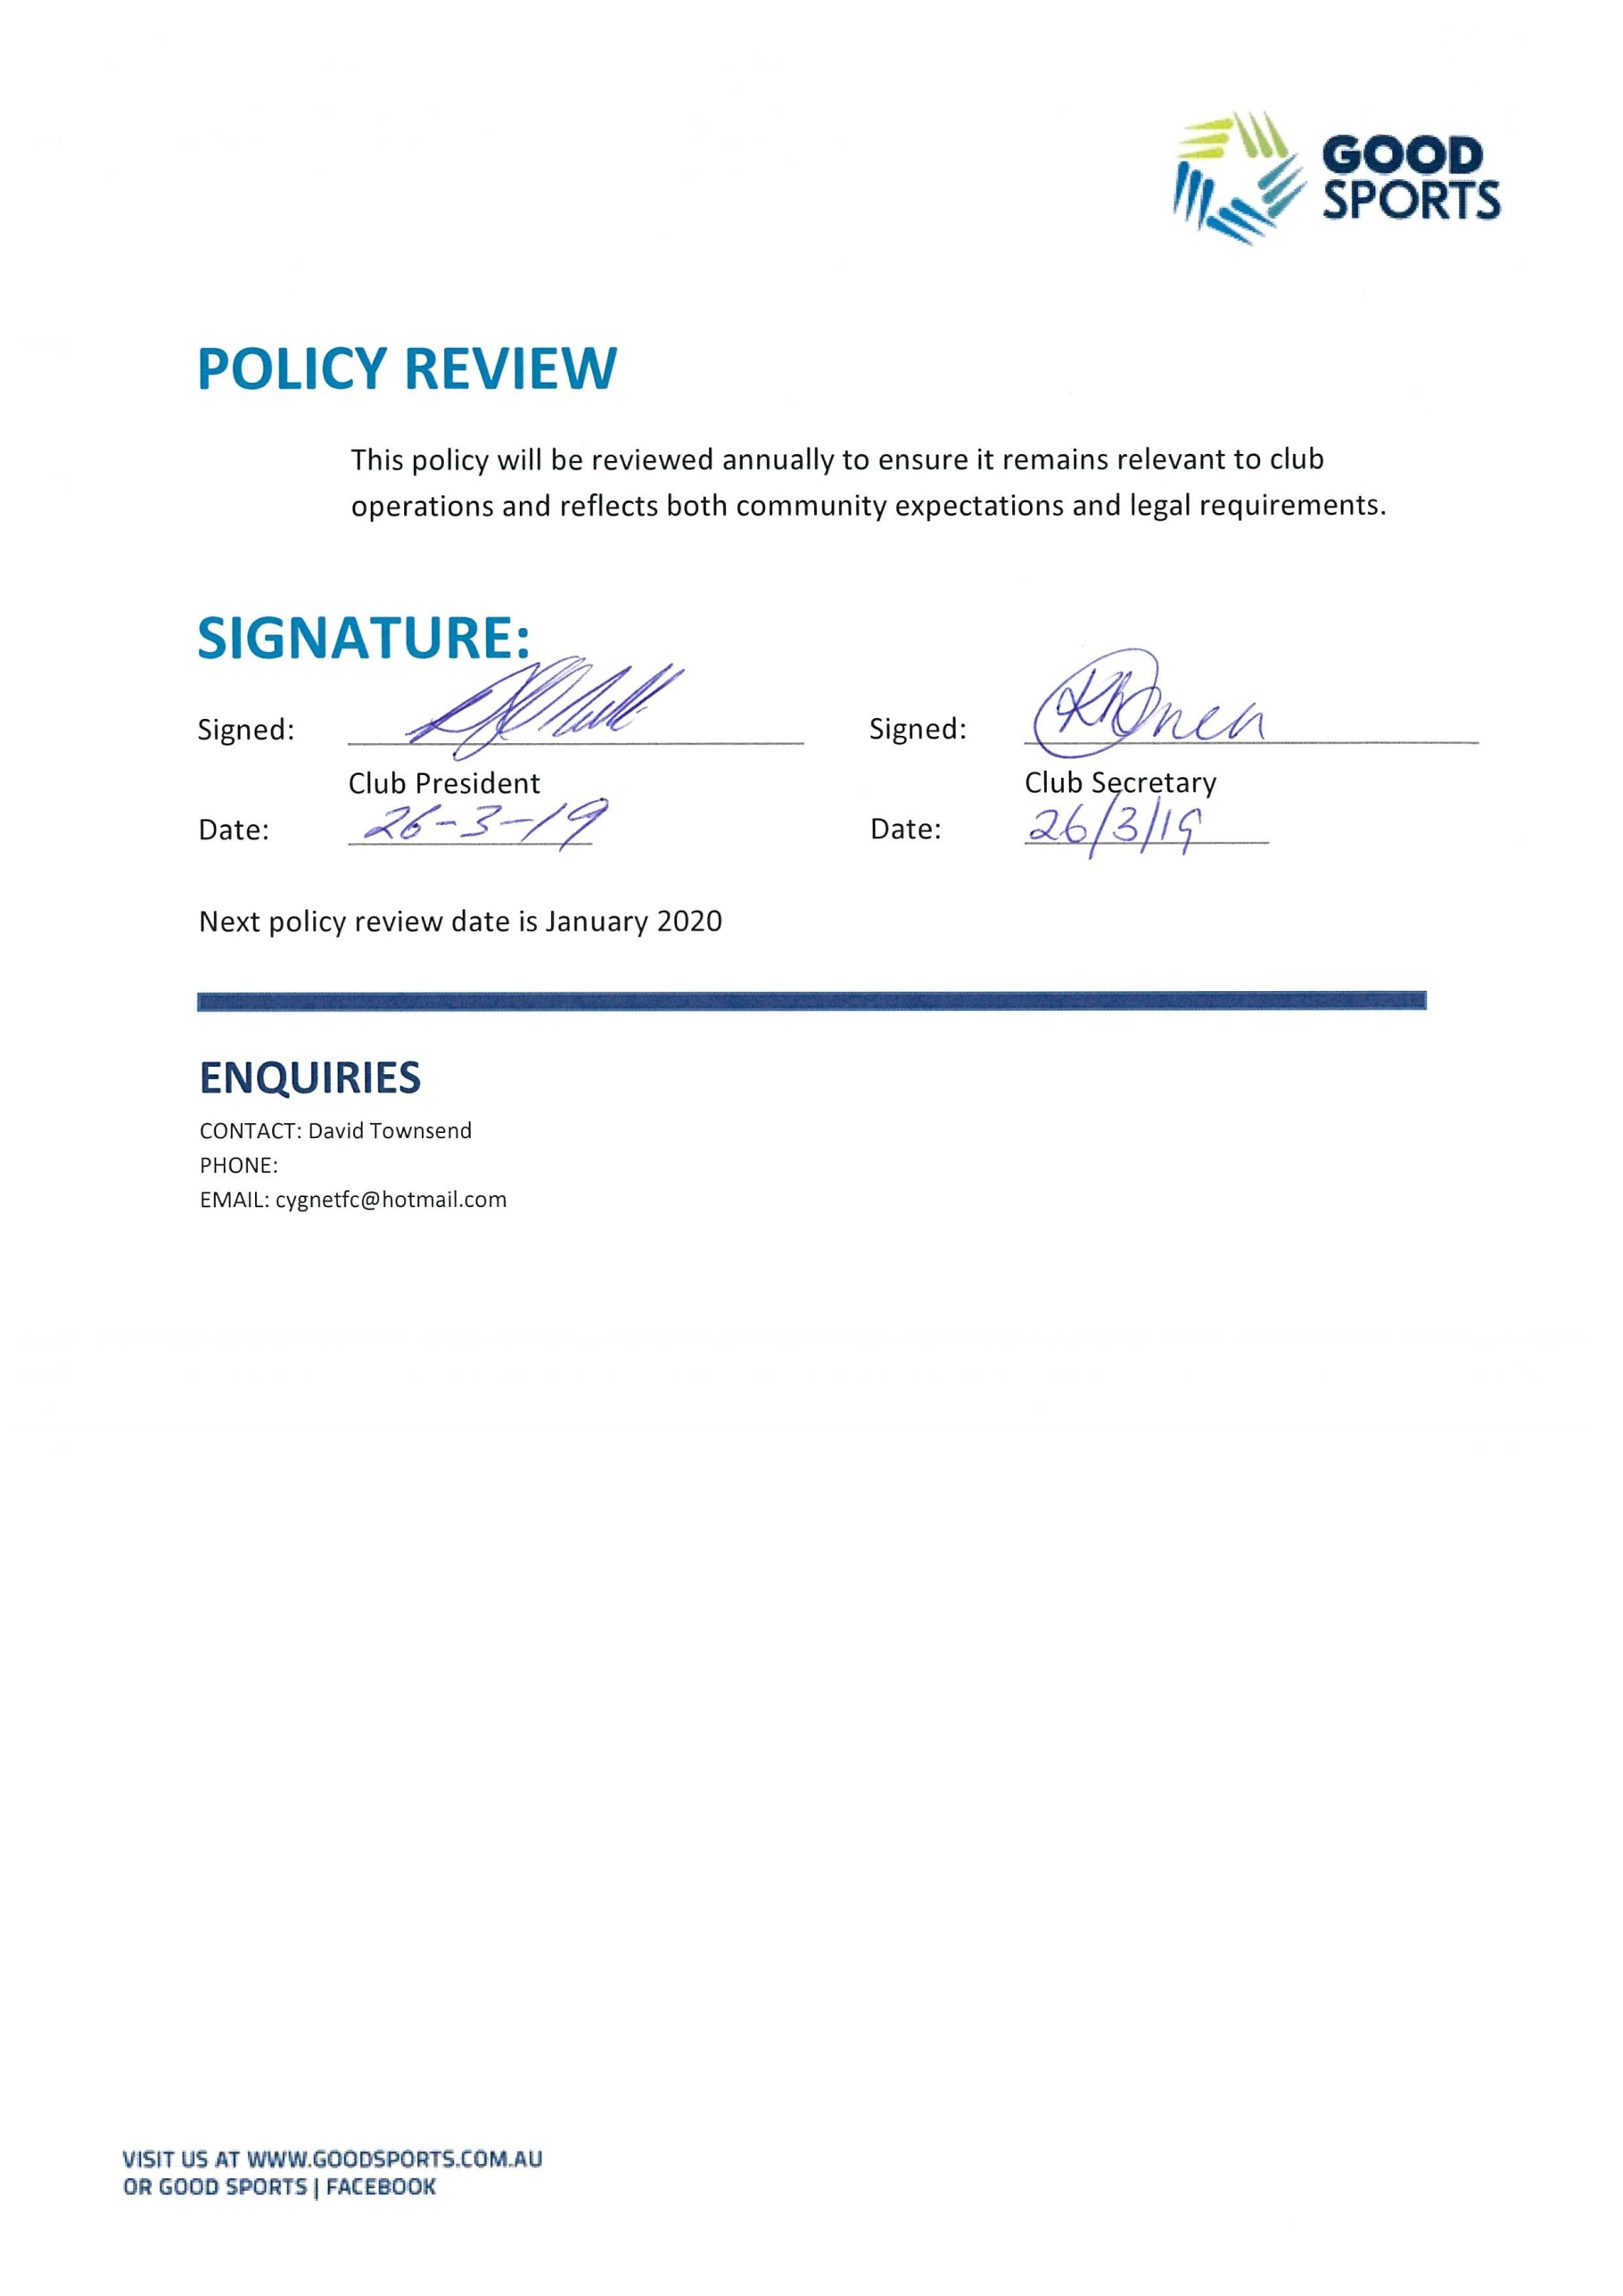 GOOD
SPORTS
POLICY REVIEW
This policy will be reviewed annually to ensure it remains relevant to club
operations and reflects both community expectations and legal requirements.
SIGNATURE:
Signed:
Signed:
Club President
Club Secretary
Date: 26-3-19
Date: 26/3/19
Next policy review date is January 2020
ENQUIRIES
CONTACT: David Townsend
PHONE:
EMAIL: cygnetfc@hotmail.com
VISIT US AT WWW.GOODSPORTS.COM.AU
OR GOOD SPORTS | FACEBOOK